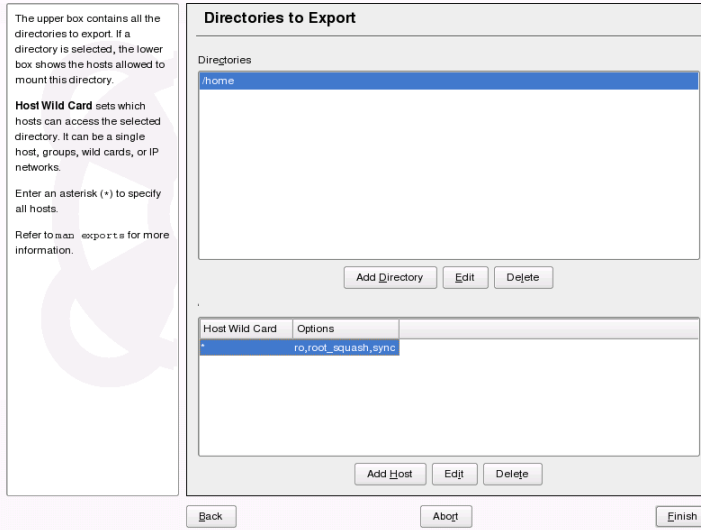 The upper box contains all the
directories to export. If a
directory is selected, the lower
box shows the hosts allowed to
mount this directory.
Host Wild Card sets which
hosts can access the selected
directory. It can be a single
host, groups, wild cards, or IP
networks.
Enter an asterisk (*) to specify
all hosts.
Refer to man exports for more
information.
Directories to Export
Directories
/home
Add Directory Edit Delete
Host Wild Card Options
* ro,root_squash,sync
Add Host Edit Delete
Back Abort Finish